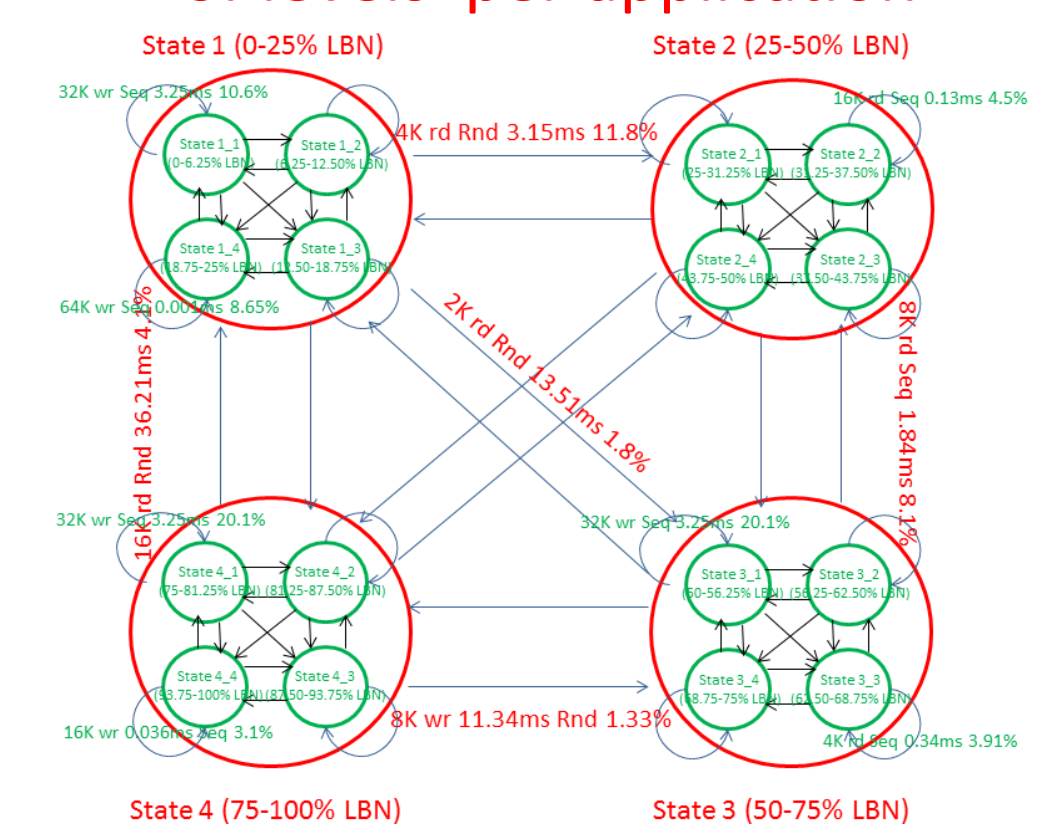 State 1 (0-25% LBN)
State 2 (25-50% LBN)
32K wr Seq 3.25ms 10.6%
16K rd Seq 0.13ms 4.5%
4K rd Rnd 3.15ms 11.8%
State 1_1
(0-6.25% LBN)
State 1_2
(6.25-12.50% LBN)
State 2_1
(25-31.25% LBN)
State 2_2
(31.25-37.50% LBN)
State 1_4
(18.75-25% LBN)
State 1_3
(12.50-18.75% LBN)
State 2_4
(43.75-50% LBN)
State 2_3
(37.50-43.75% LBN)
64K wr Seq 0.001ms 8.65%
16K rd Rnd 36.21ms 4.1%
2K rd Rnd 13.51ms 1.8%
8K rd Seq 1.84ms 8.1%
32K wr Seq 3.25ms 20.1%
32K wr Seq 3.25ms 20.1%
State 4_1
(75-81.25% LBN)
State 4_2
(81.25-87.50% LBN)
State 3_1
(50-56.25% LBN)
State 3_2
(56.25-62.50% LBN)
State 4_4
(93.75-100% LBN)
State 4_3
(87.50-93.75% LBN)
State 3_4
(68.75-75% LBN)
State 3_3
(62.50-68.75% LBN)
16K wr 0.036ms Seq 3.1%
8K wr 11.34ms Rnd 1.33%
4K rd Seq 0.34ms 3.91%
State 4 (75-100% LBN)
State 3 (50-75% LBN)